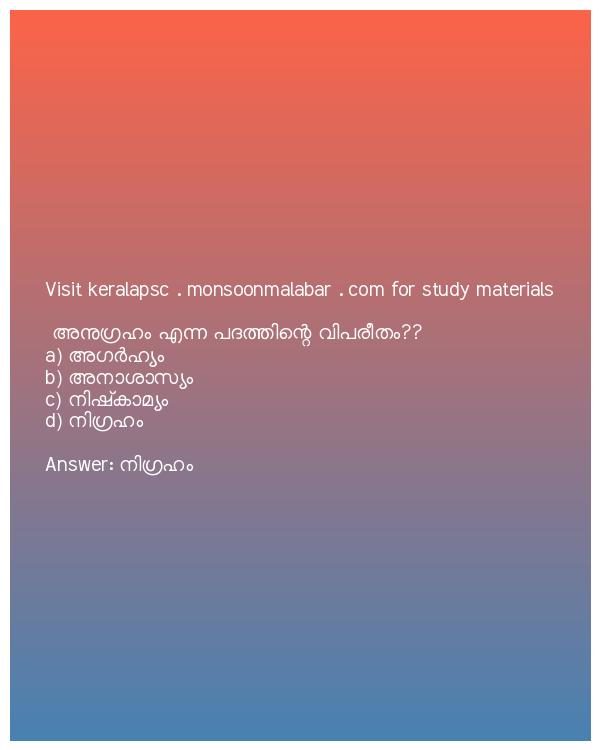 Visit keralapsc . monsoonmalabar . com for study materials
അനുഗ്രഹം എന്ന പദത്തിന്റെ വിപരീതം??
a) അഗർഹ്യം
b) അനാശാസ്യം
c) നിഷ്കാമ്യം
d) നിഗ്രഹം
Answer: നിഗ്രഹം